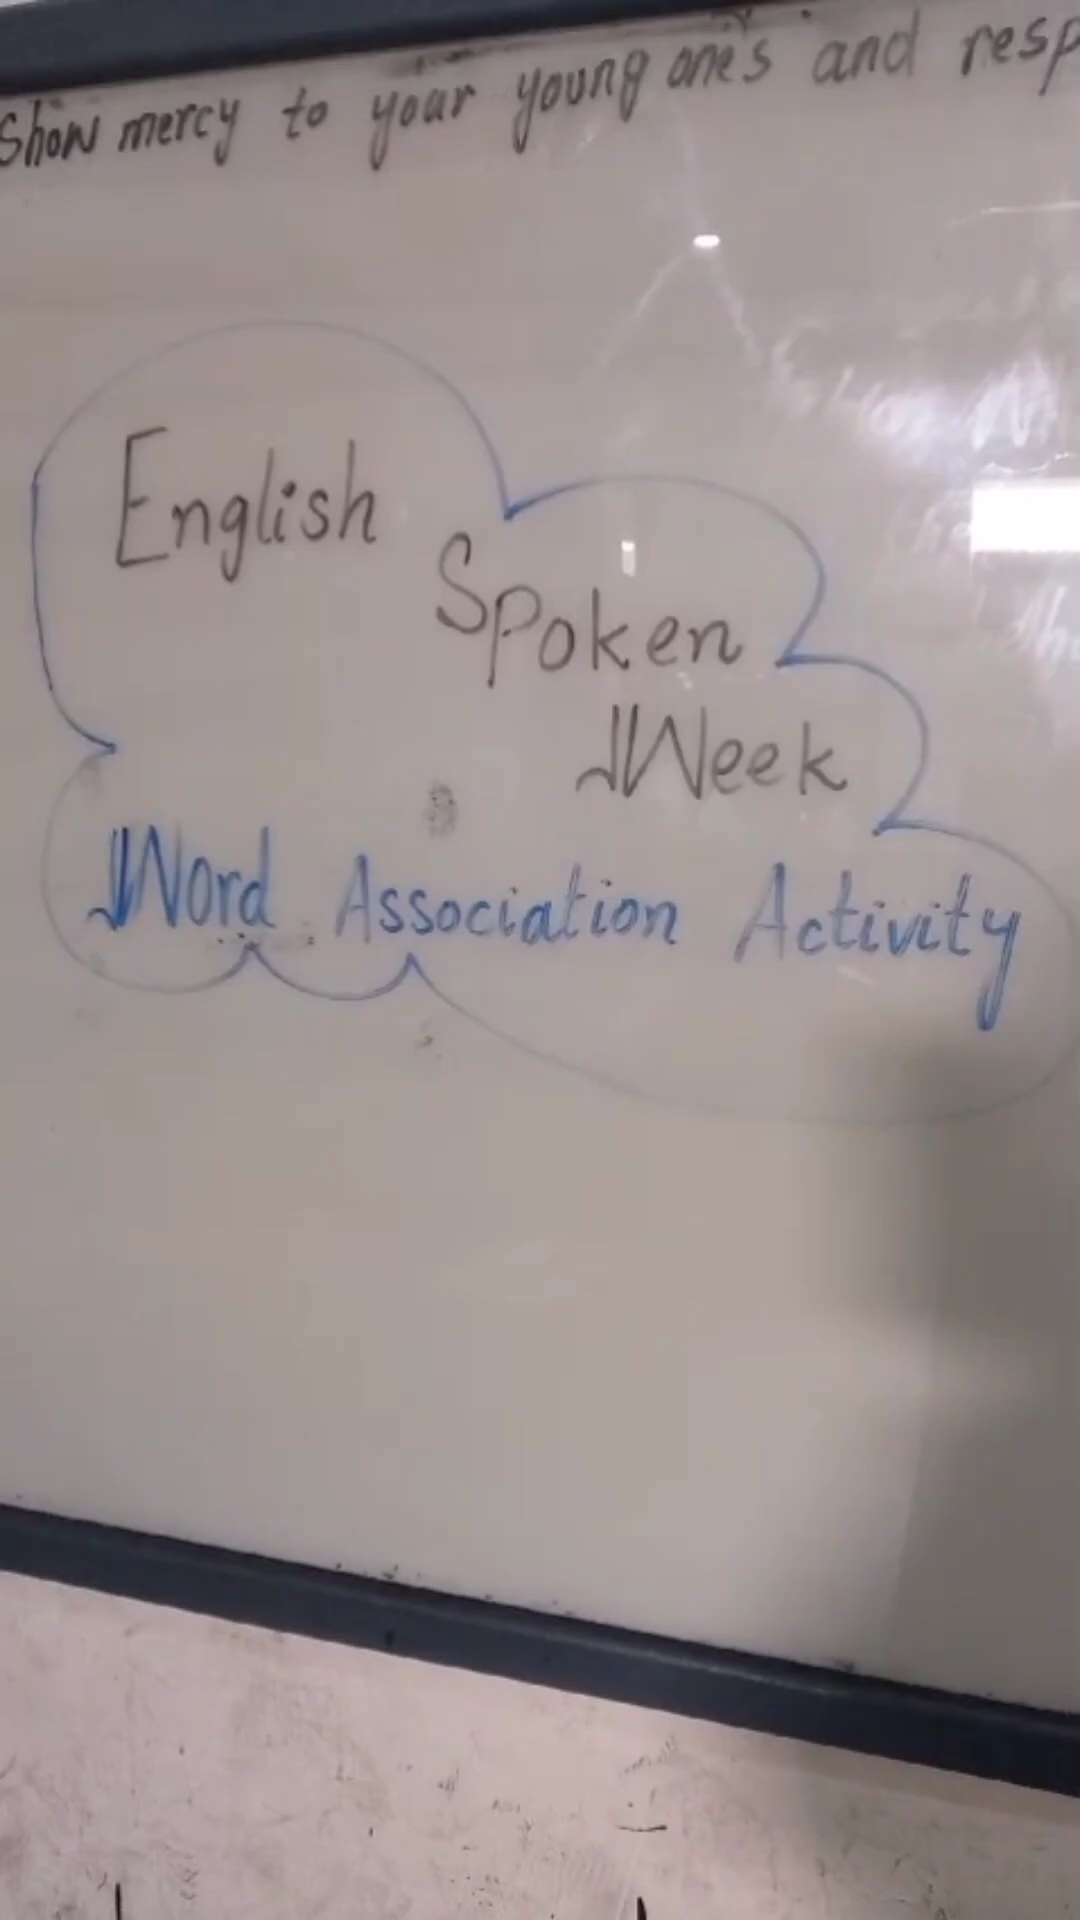 Show mercy to your young one's and resp
English
Spoken
Week
Word Association Activity